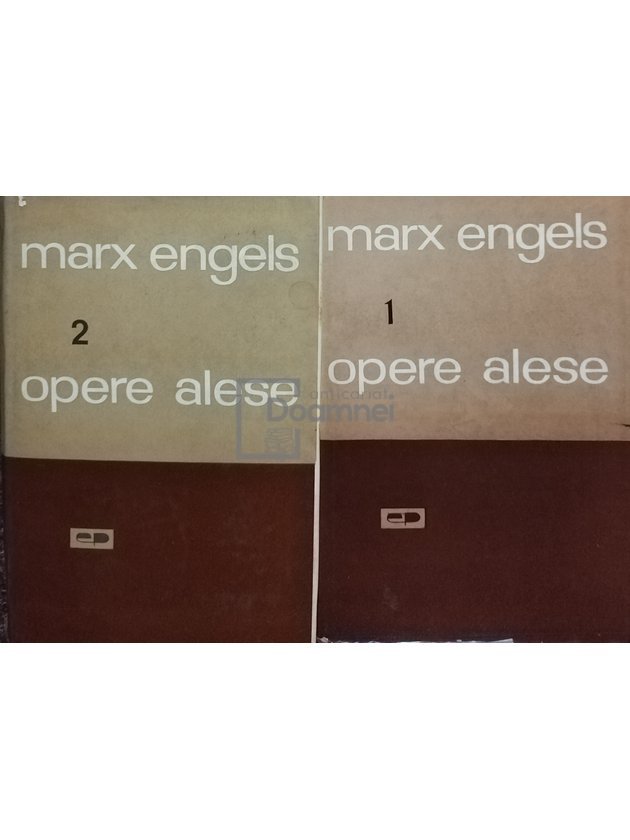 marx engels
2
opere alese
ep
marx engels
1
opere alese
ep
anticariat
Doamnei